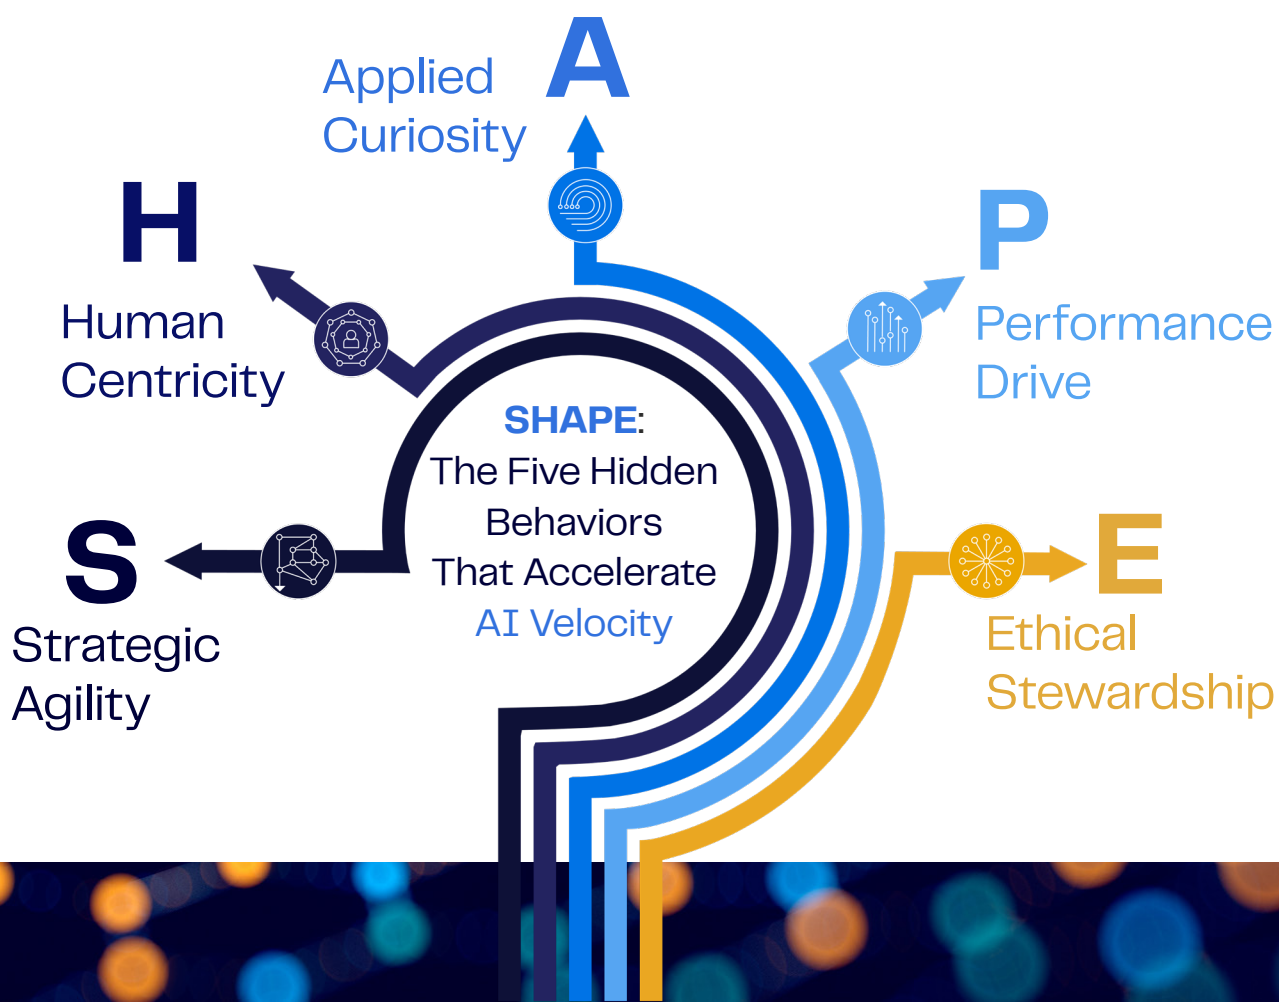 A
Applied
Curiosity
H
Human
Centricity
P
Performance
Drive
SHAPE:
The Five Hidden
Behaviors
That Accelerate
AI Velocity
S
Strategic
Agility
E
Ethical
Stewardship